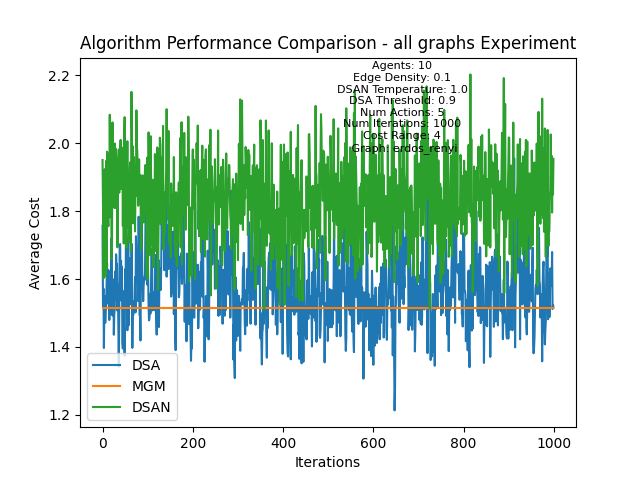 Algorithm Performance Comparison - all graphs Experiment
Agents: 10
Edge Density: 0.1
DSAN Temperature: 1.0
DSA Threshold: 0.9
Num Actions: 5
Num Iterations: 1000
Cost Range: 4
Graph: erdos_renyi
2.2
2.0
1.8
1.6
1.4
1.2
Average Cost
DSA
MGM
DSAN
0 200 400 600 800 1000
Iterations